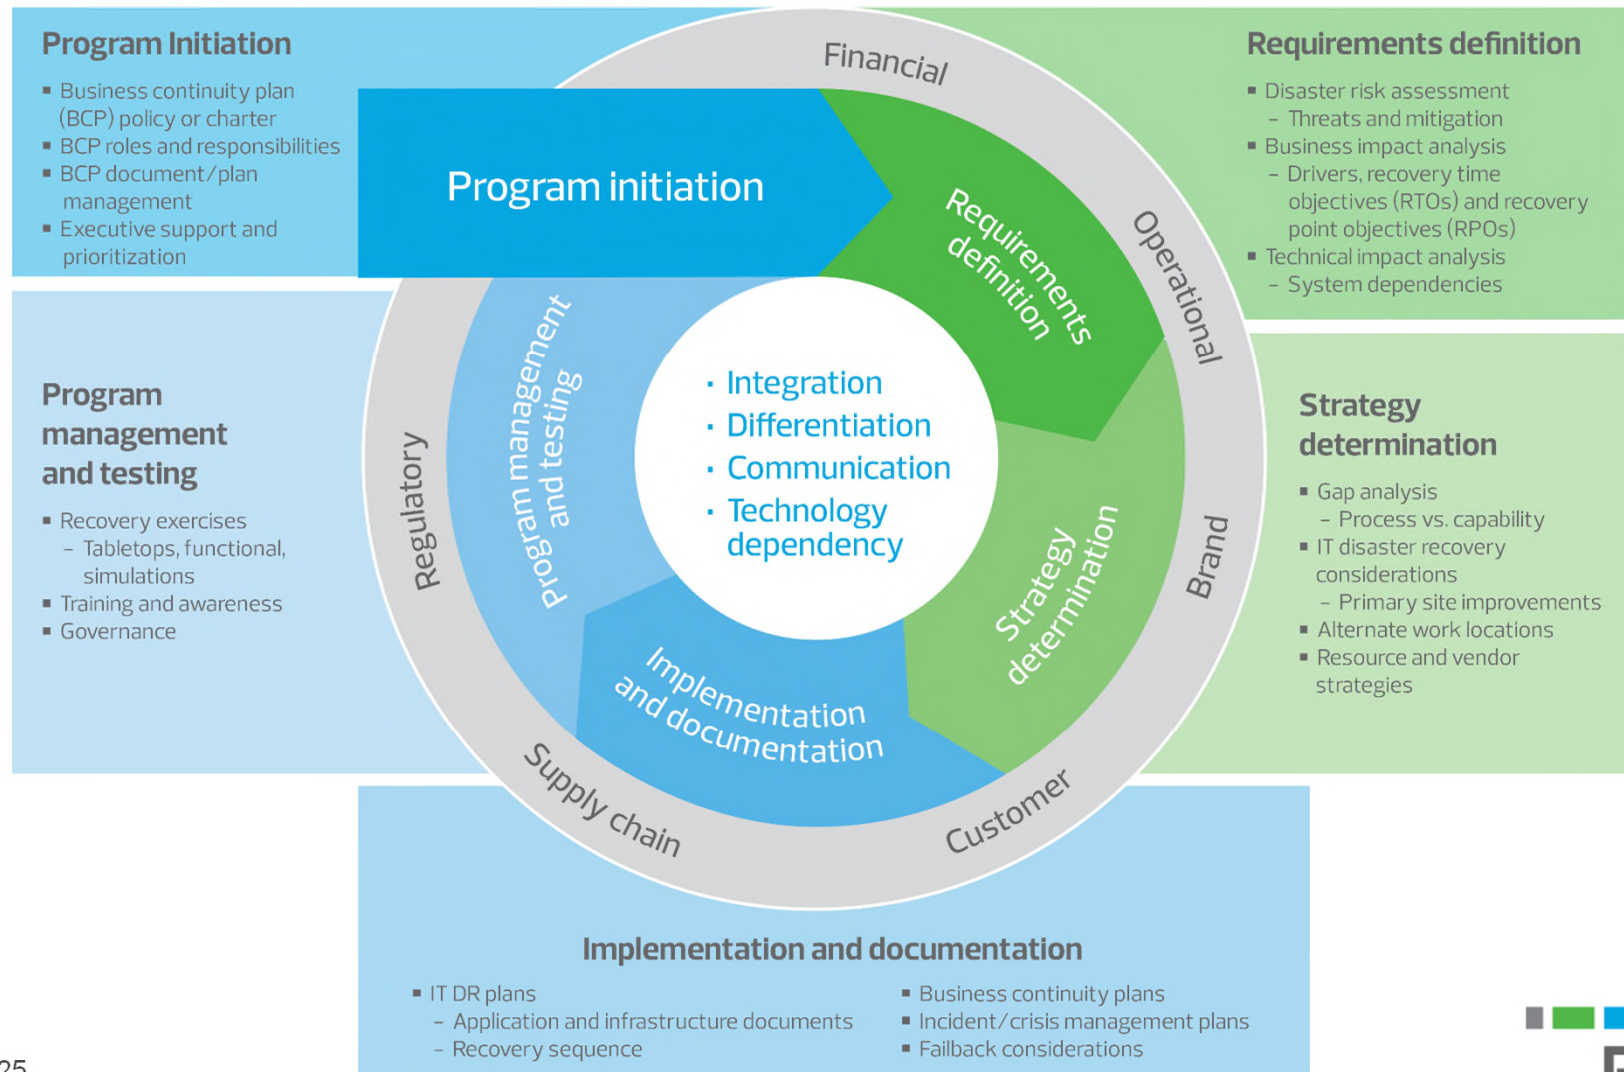 Program Initiation
▪ Business continuity plan
(BCP) policy or charter
▪ BCP roles and responsibilities
▪ BCP document/plan
management
▪ Executive support and
prioritization
Requirements definition
▪ Disaster risk assessment
- Threats and mitigation
▪ Business impact analysis
- Drivers, recovery time
objectives (RTOs) and recovery
point objectives (RPOs)
▪ Technical impact analysis
- System dependencies
Program
management
and testing
▪ Recovery exercises
- Tabletops, functional,
simulations
▪ Training and awareness
▪ Governance
Strategy
determination
▪ Gap analysis
- Process vs. capability
▪ IT disaster recovery
considerations
- Primary site improvements
▪ Alternate work locations
▪ Resource and vendor
strategies
Financial
Operational
Brand
Customer
Supply chain
Regulatory
Program initiation
Requirements
definition
Strategy
determination
Implementation
and documentation
Program management
and testing
· Integration
· Differentiation
· Communication
· Technology
dependency
Implementation and documentation
▪ IT DR plans
- Application and infrastructure documents
- Recovery sequence
▪ Business continuity plans
▪ Incident/crisis management plans
▪ Failback considerations
25